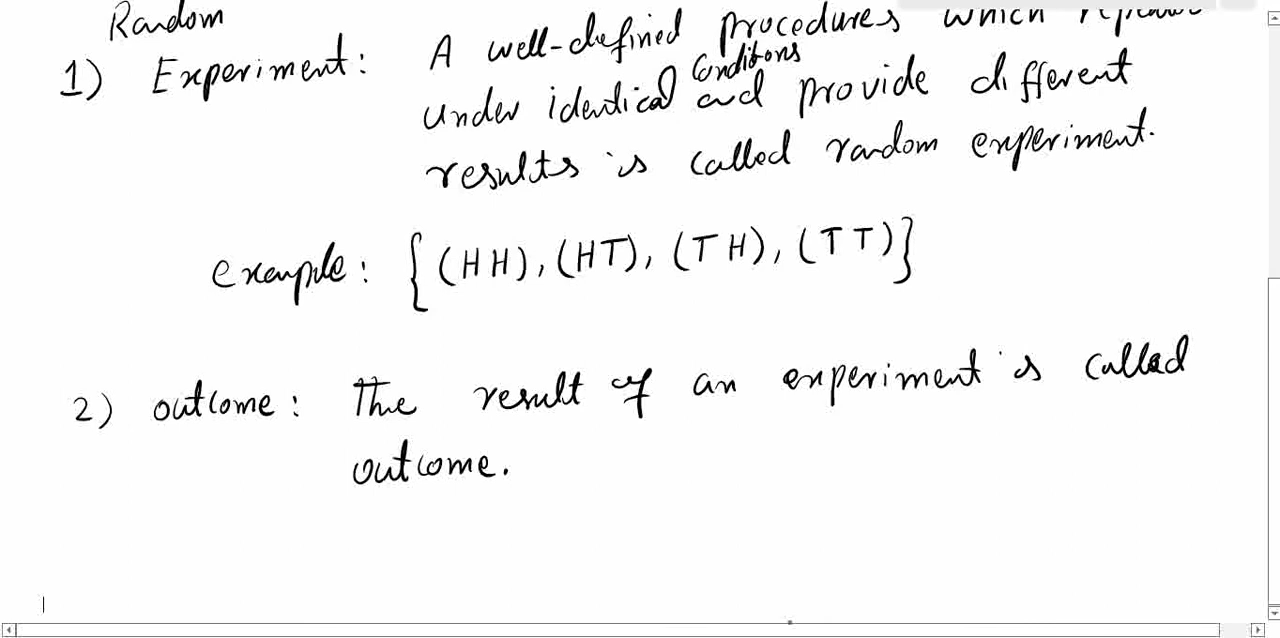 Random
1) Experiment: A well-defined procedures which
under identical conditions and provide different
results is called random experiment.
example: {(HH), (HT), (TH), (TT)}
2) outcome: The result of an experiment is called
outcome.